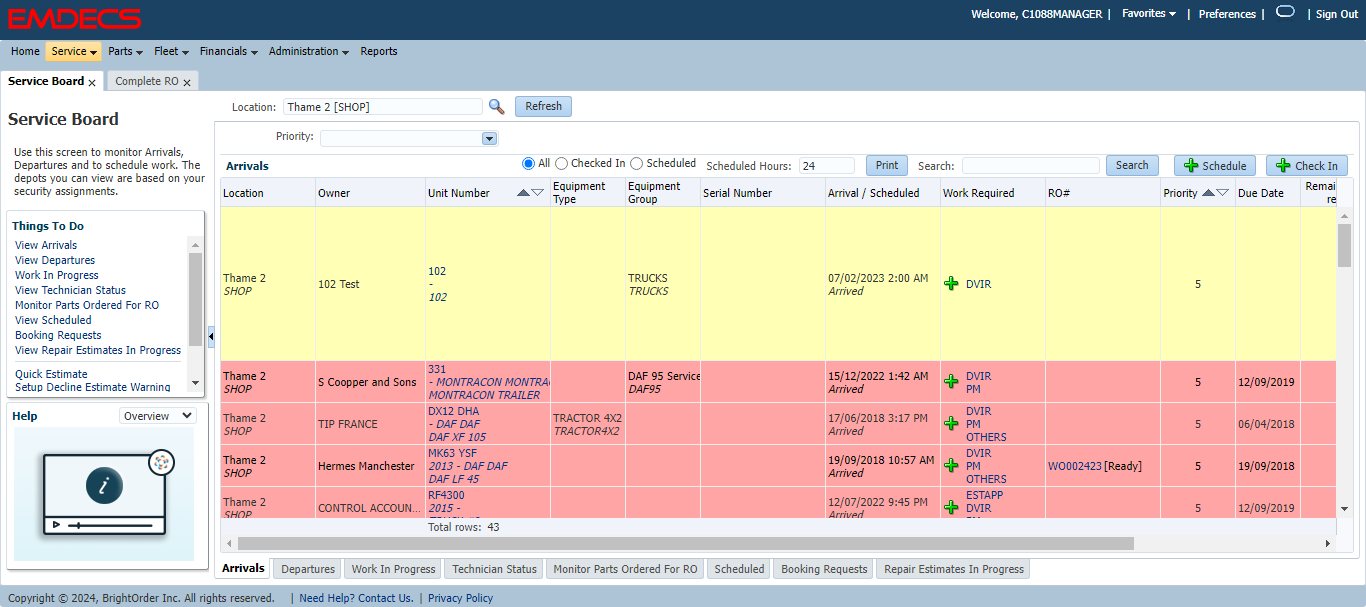 EMDECS
Welcome, C1088MANAGER | Favorites | Preferences | | Sign Out
Home Service Parts Fleet Financials Administration Reports
Service Board x Complete RO x
Service Board
Use this screen to monitor Arrivals,
Departures and to schedule work. The
depots you can view are based on your
security assignments.
Things To Do
View Arrivals
View Departures
Work In Progress
View Technician Status
Monitor Parts Ordered For RO
View Scheduled
Booking Requests
View Repair Estimates In Progress
Quick Estimate
Setup Decline Estimate Warning
Help Overview
i
Location: Thame 2 [SHOP] Refresh
Priority:
Arrivals All Checked In Scheduled Scheduled Hours: 24 Print Search: Search Schedule Check In
Location Owner Unit Number Equipment Type Equipment Group Serial Number Arrival / Scheduled Work Required RO# Priority Due Date Remai re
Thame 2 SHOP 102 Test 102 - 102 TRUCKS TRUCKS 07/02/2023 2:00 AM Arrived DVIR 5
Thame 2 SHOP S Coopper and Sons 331 - MONTRACON MONTRA MONTRACON TRAILER DAF 95 Service DAF95 15/12/2022 1:42 AM Arrived DVIR PM 5 12/09/2019
Thame 2 SHOP TIP FRANCE DX12 DHA - DAF DAF DAF XF 105 TRACTOR 4X2 TRACTOR4X2 17/06/2018 3:17 PM Arrived DVIR PM OTHERS 5 06/04/2018
Thame 2 SHOP Hermes Manchester MK63 YSF 2013 - DAF DAF DAF LF 45 19/09/2018 10:57 AM Arrived DVIR PM OTHERS WO002423 [Ready] 5 19/09/2018
Thame 2 SHOP CONTROL ACCOUN... RF4300 2015 - 12/07/2022 9:45 PM Arrived ESTAPP DVIR 5 12/09/2019
Total rows: 43
Arrivals Departures Work In Progress Technician Status Monitor Parts Ordered For RO Scheduled Booking Requests Repair Estimates In Progress
Copyright © 2024, BrightOrder Inc. All rights reserved. | Need Help? Contact Us. | Privacy Policy